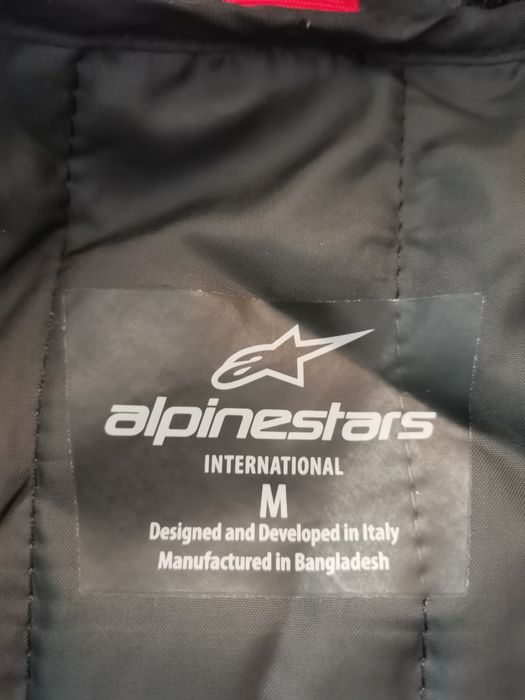 alpinestars
INTERNATIONAL
M
Designed and Developed in Italy
Manufactured in Bangladesh